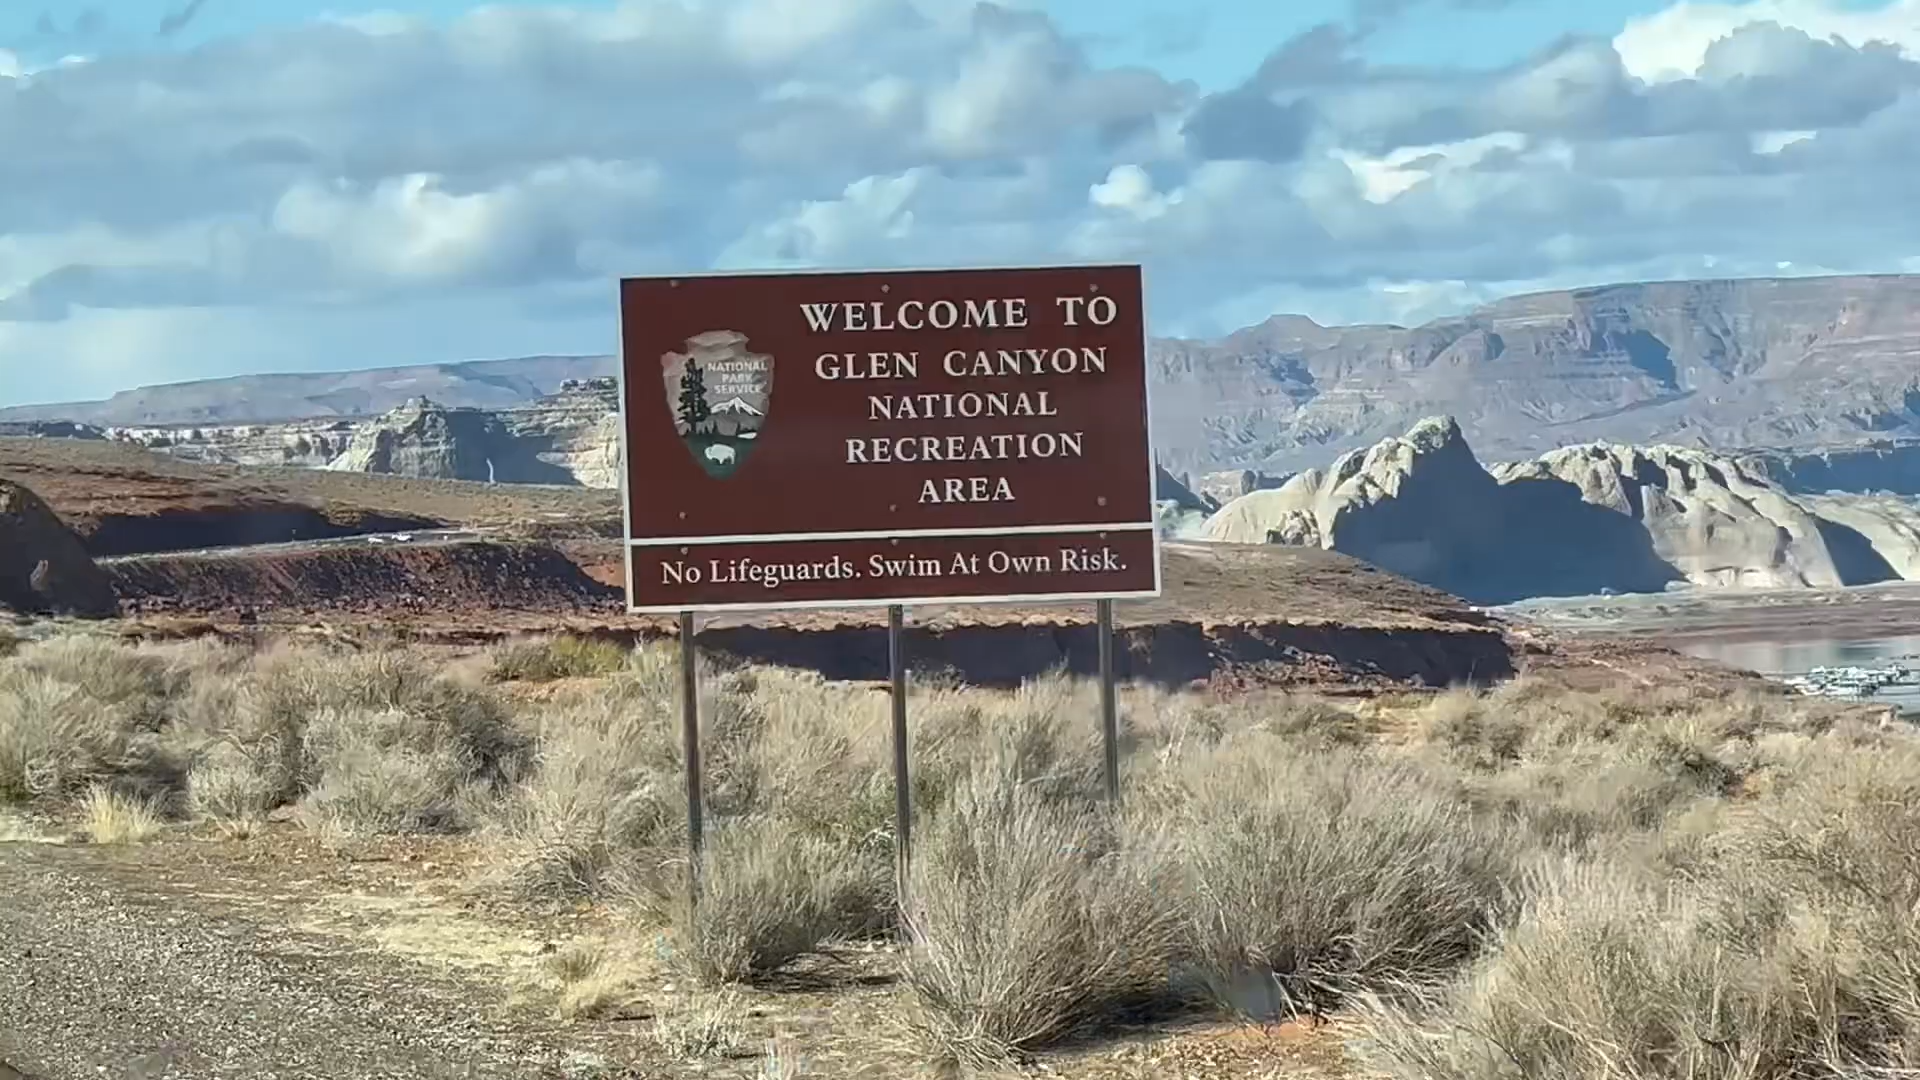 WELCOME TO
GLEN CANYON
NATIONAL
RECREATION
AREA
NATIONAL
PARK
SERVICE
No Lifeguards. Swim At Own Risk.